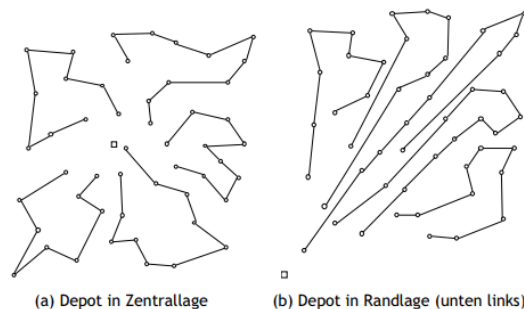 (a) Depot in Zentrallage
(b) Depot in Randlage (unten links)